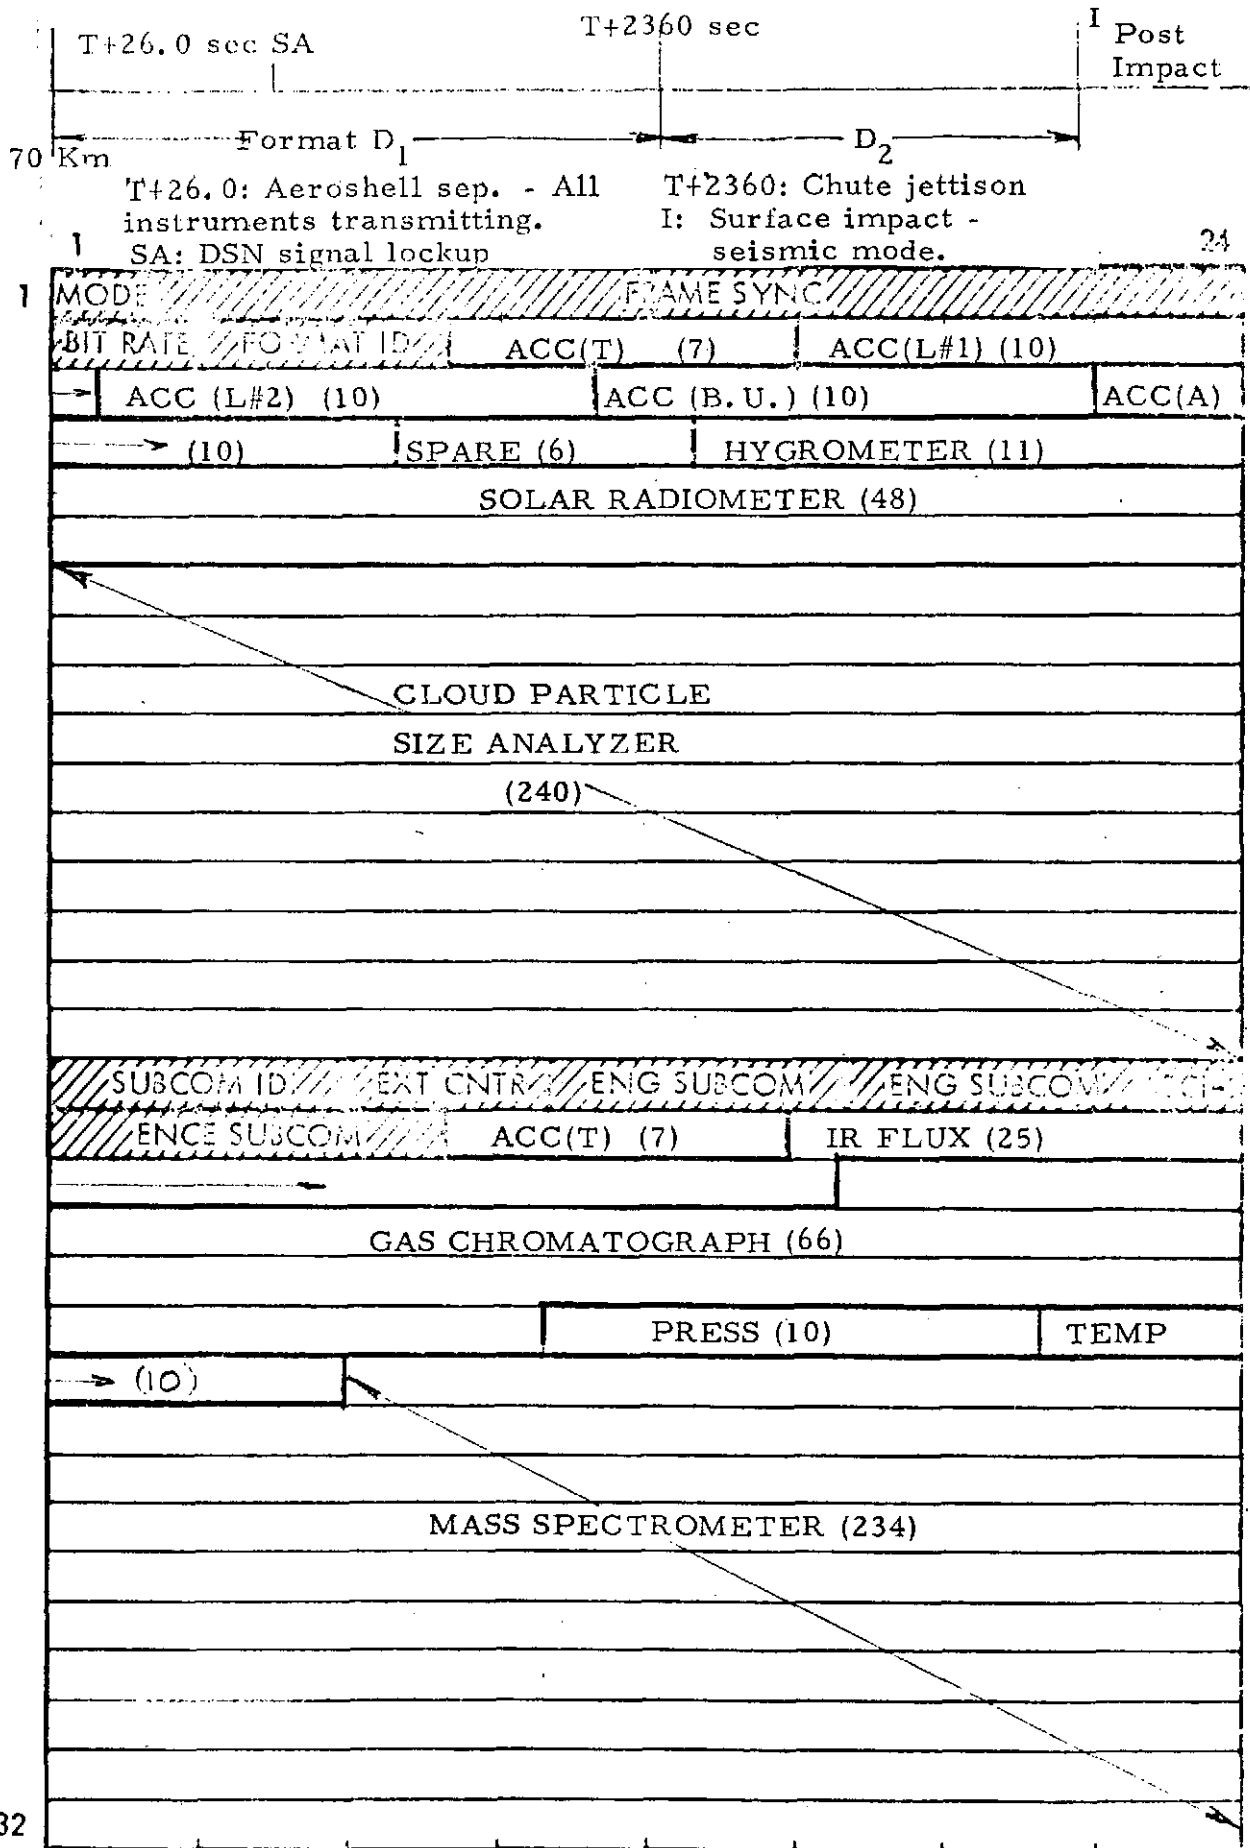 T+26.0 sec SA
T+2360 sec
I Post
Impact
Format D1
D2
70 Km
T+26.0: Aeroshell sep. - All
instruments transmitting.
SA: DSN signal lockup
T+2360: Chute jettison
I: Surface impact -
seismic mode.
1
24
1
MODE FRAME SYNC
BIT RATE FORMAT ID ACC(T) (7) ACC(L#1) (10)
ACC (L#2) (10) ACC (B.U.) (10) ACC(A)
(10) SPARE (6) HYGROMETER (11)
SOLAR RADIOMETER (48)
CLOUD PARTICLE
SIZE ANALYZER
(240)
SUBCOM ID EXT CNTR ENG SUBCOM ENG SUBCOM SCI-
ENCE SUBCOM ACC(T) (7) IR FLUX (25)
GAS CHROMATOGRAPH (66)
PRESS (10) TEMP
(10)
MASS SPECTROMETER (234)
32